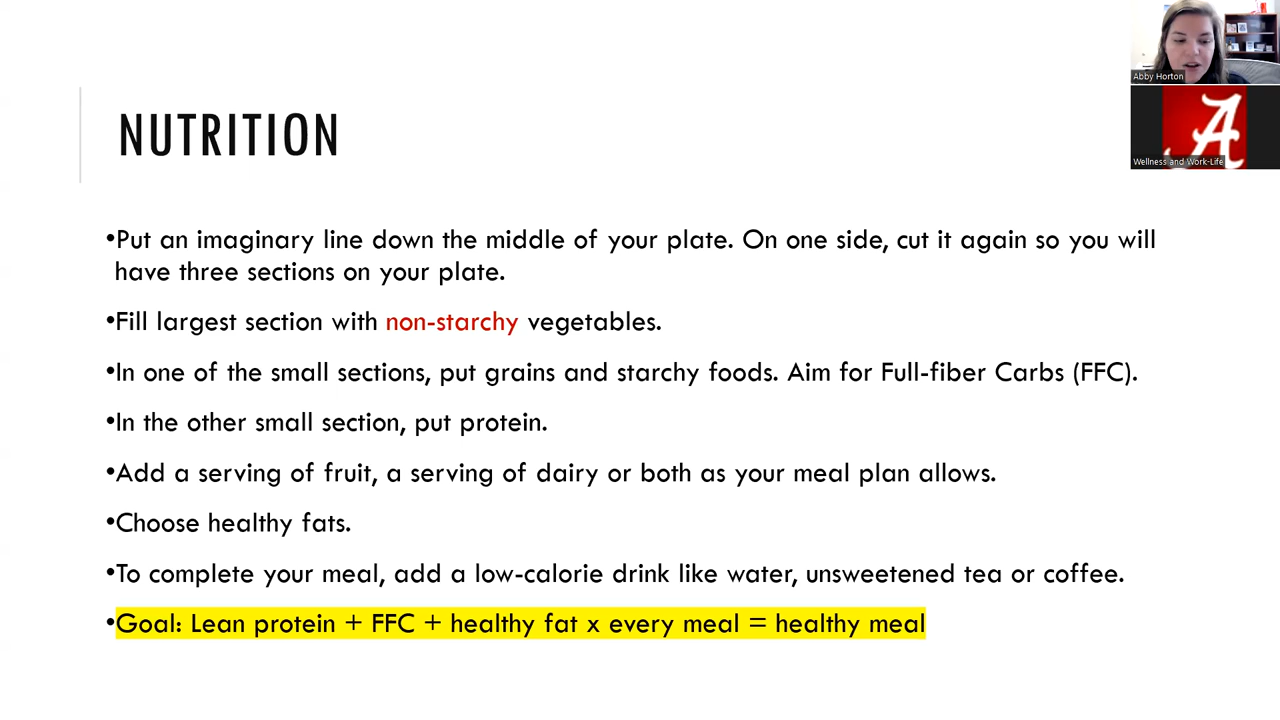 Abby Horton
A
Wellness and Work-Life
NUTRITION
•Put an imaginary line down the middle of your plate. On one side, cut it again so you will
have three sections on your plate.
•Fill largest section with non-starchy vegetables.
•In one of the small sections, put grains and starchy foods. Aim for Full-fiber Carbs (FFC).
•In the other small section, put protein.
•Add a serving of fruit, a serving of dairy or both as your meal plan allows.
•Choose healthy fats.
•To complete your meal, add a low-calorie drink like water, unsweetened tea or coffee.
•Goal: Lean protein + FFC + healthy fat x every meal = healthy meal